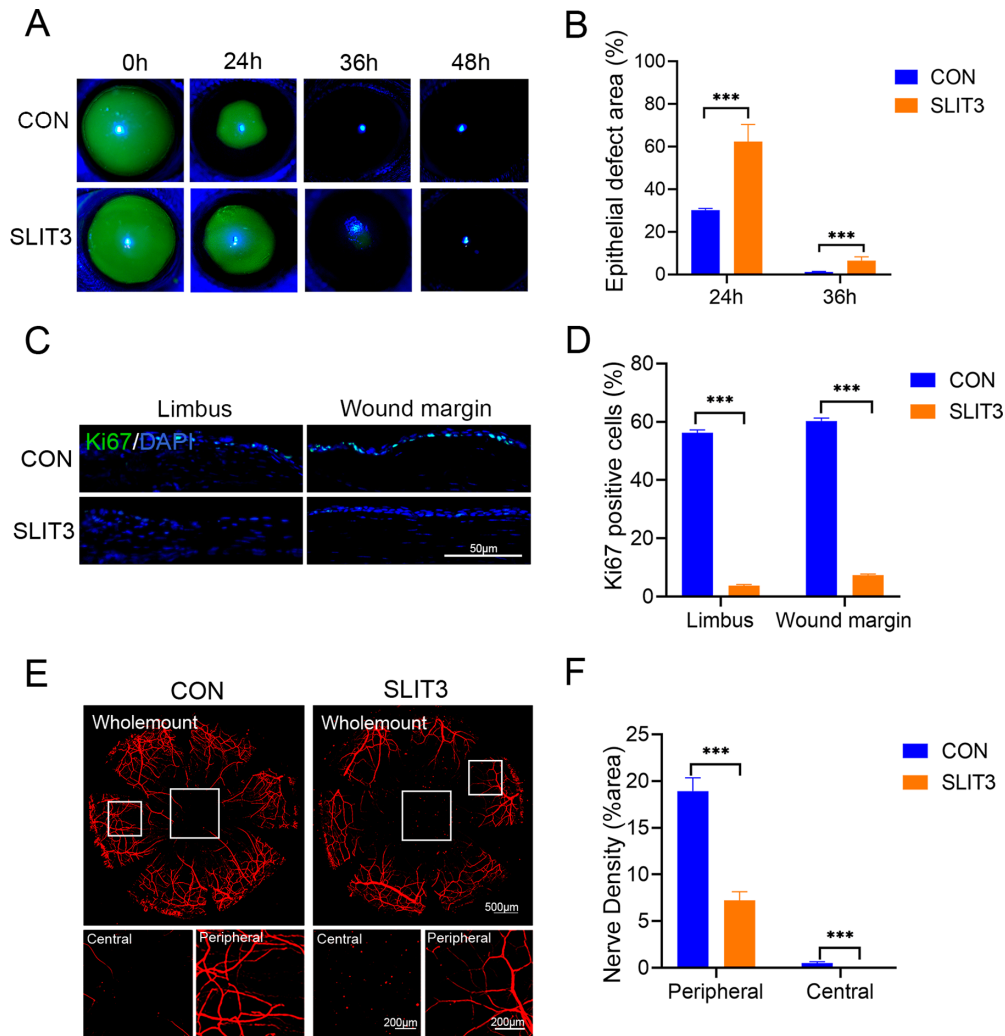 A
0h 24h 36h 48h
CON
SLIT3
B
Epithelial defect area (%)
100
80
60
40
20
0
***
***
24h 36h
CON
SLIT3
C
Limbus Wound margin
CON
Ki67/DAPI
SLIT3
50μm
D
Ki67 positive cells (%)
80
60
40
20
0
***
***
Limbus Wound margin
CON
SLIT3
E
CON SLIT3
Wholemount Wholemount
500μm
Central Peripheral Central Peripheral
200μm 200μm
F
Nerve Density (%area)
25
20
15
10
5
0
***
***
Peripheral Central
CON
SLIT3